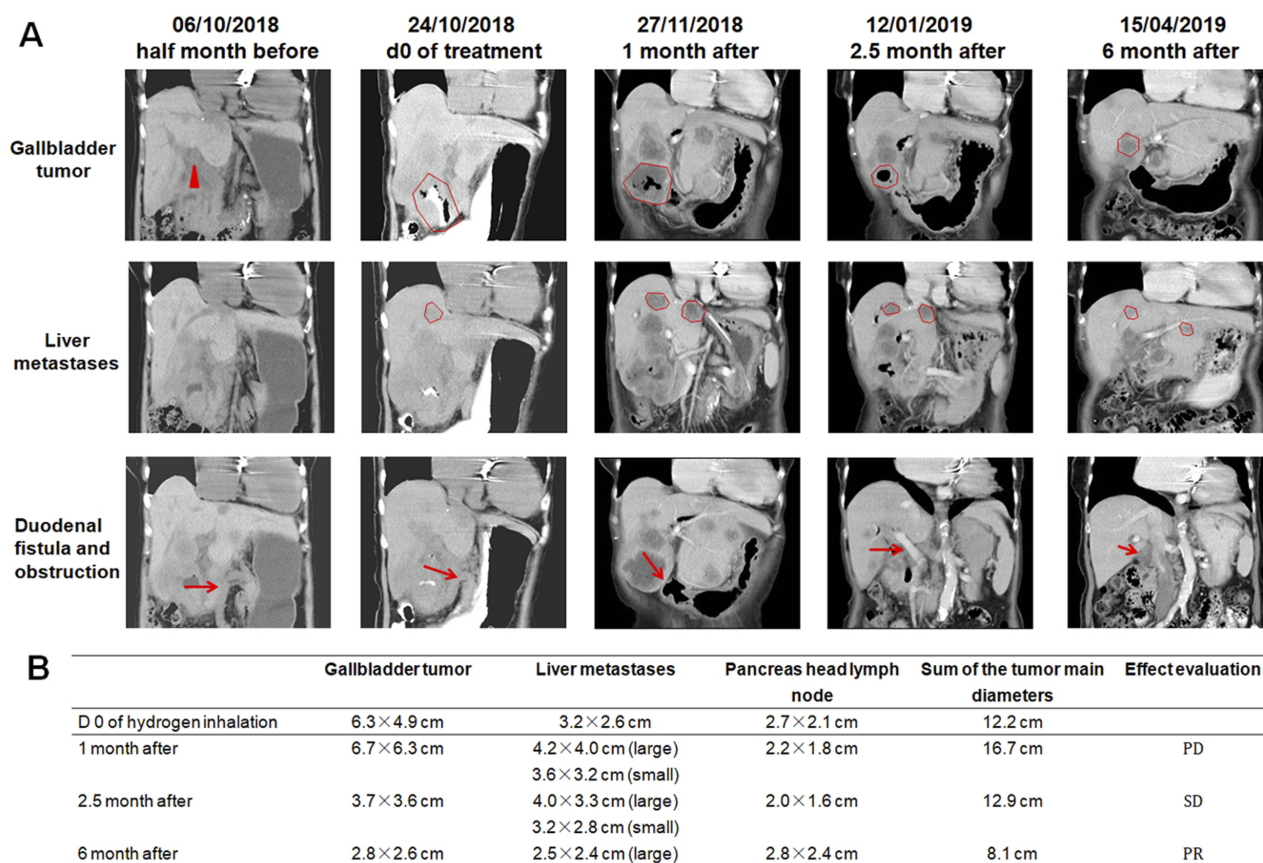 A
06/10/2018
half month before
24/10/2018
d0 of treatment
27/11/2018
1 month after
12/01/2019
2.5 month after
15/04/2019
6 month after
Gallbladder
tumor
Liver
metastases
Duodenal
fistula and
obstruction
B
Gallbladder tumor Liver metastases Pancreas head lymph node Sum of the tumor main diameters Effect evaluation
D 0 of hydrogen inhalation 6.3×4.9 cm 3.2×2.6 cm 2.7×2.1 cm 12.2 cm
1 month after 6.7×6.3 cm 4.2×4.0 cm (large) 2.2×1.8 cm 16.7 cm PD
3.6×3.2 cm (small)
2.5 month after 3.7×3.6 cm 4.0×3.3 cm (large) 2.0×1.6 cm 12.9 cm SD
3.2×2.8 cm (small)
6 month after 2.8×2.6 cm 2.5×2.4 cm (large) 2.8×2.4 cm 8.1 cm PR